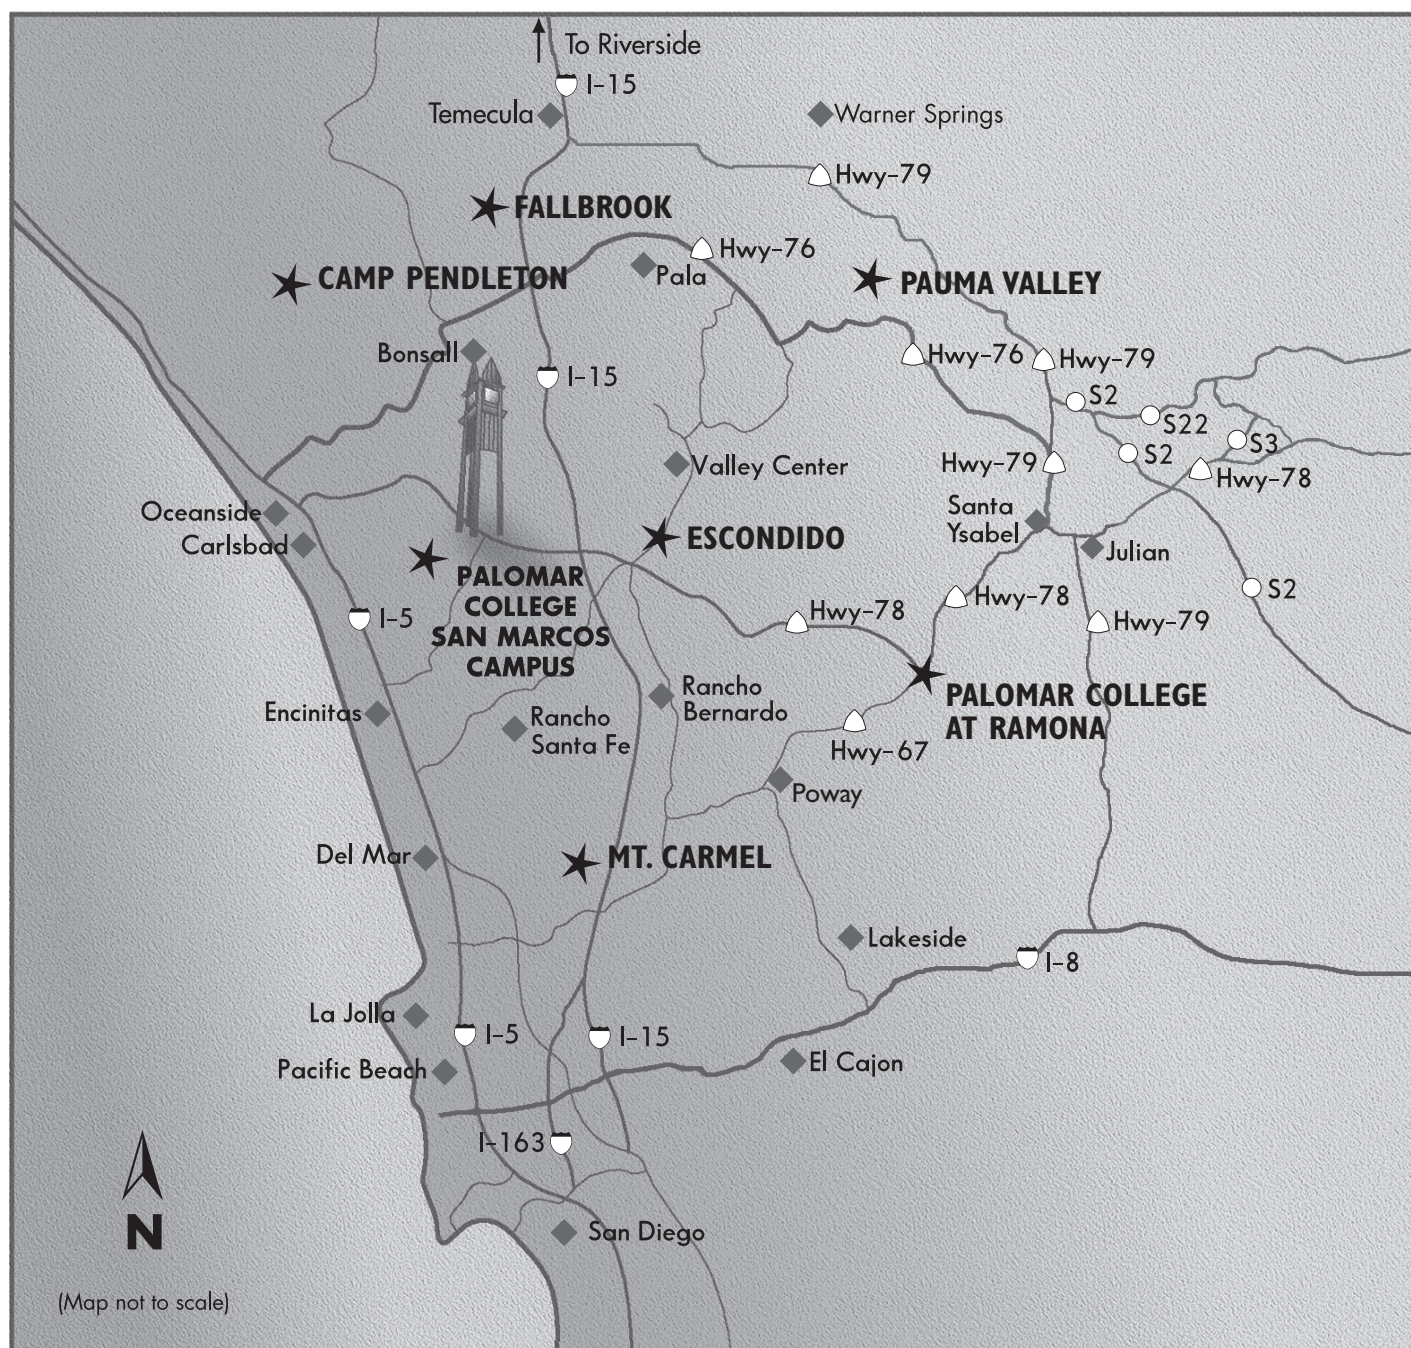 To Riverside
I-15
Temecula
Warner Springs
Hwy-79
FALLBROOK
Hwy-76
CAMP PENDLETON
Pala
PAUMA VALLEY
Bonsall
I-15
Hwy-76
Hwy-79
S2
S22
S3
S2
Hwy-78
Valley Center
Hwy-79
Oceanside
Carlsbad
Santa
Ysabel
ESCONDIDO
Julian
PALOMAR
COLLEGE
SAN MARCOS
CAMPUS
I-5
Hwy-78
Hwy-78
Hwy-79
S2
Encinitas
Rancho
Santa Fe
Rancho
Bernardo
PALOMAR COLLEGE
AT RAMONA
Hwy-67
Poway
Del Mar
MT. CARMEL
Lakeside
I-8
La Jolla
I-5
I-15
Pacific Beach
El Cajon
I-163
N
San Diego
(Map not to scale)